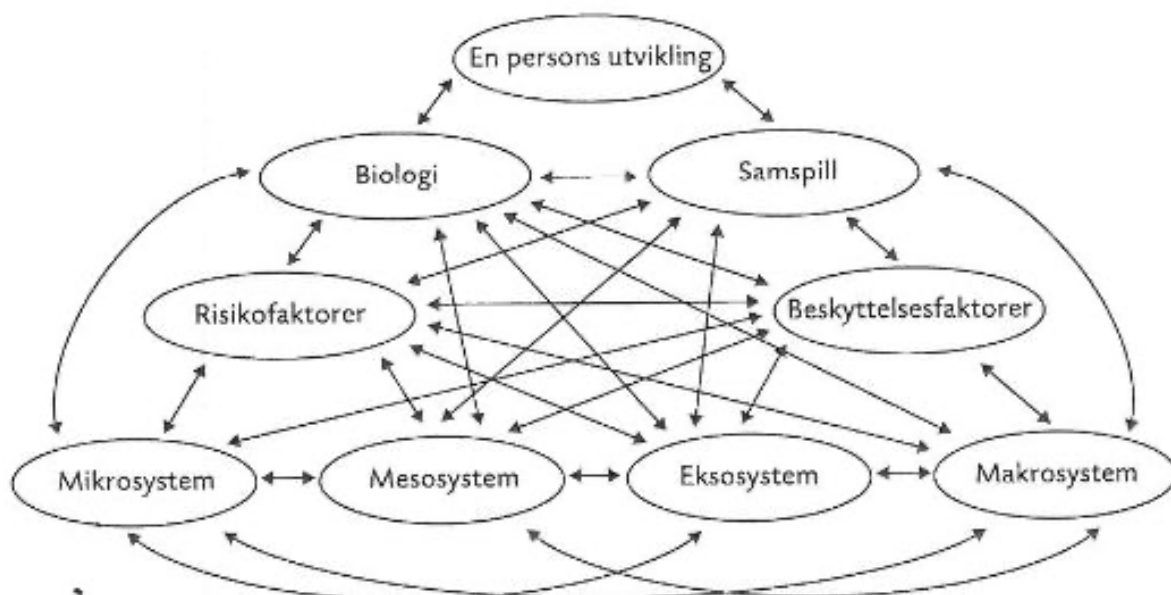 En persons utvikling
Biologi
Samspill
Risikofaktorer
Beskyttelsesfaktorer
Mikrosystem
Mesosystem
Eksosystem
Makrosystem